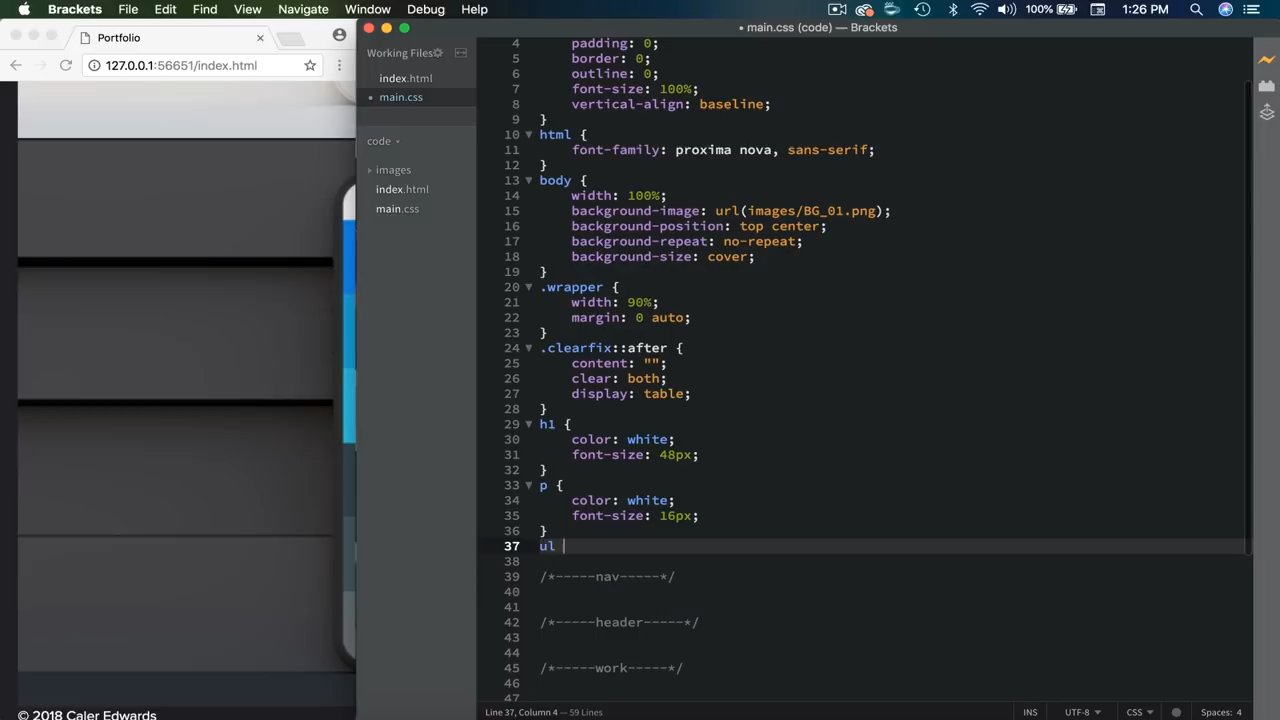 Brackets File Edit Find View Navigate Window Debug Help 100% 1:26 PM
Portfolio
127.0.0.1:56651/index.html
main.css (code) — Brackets
Working Files
index.html
main.css
code
images
index.html
main.css
4 padding: 0;
5 border: 0;
6 outline: 0;
7 font-size: 100%;
8 vertical-align: baseline;
9 }
10 html {
11 font-family: proxima nova, sans-serif;
12 }
13 body {
14 width: 100%;
15 background-image: url(images/BG_01.png);
16 background-position: top center;
17 background-repeat: no-repeat;
18 background-size: cover;
19 }
20 .wrapper {
21 width: 90%;
22 margin: 0 auto;
23 }
24 .clearfix::after {
25 content: "";
26 clear: both;
27 display: table;
28 }
29 h1 {
30 color: white;
31 font-size: 48px;
32 }
33 p {
34 color: white;
35 font-size: 16px;
36 }
37 ul
38
39 /*-----nav-----*/
40
41
42 /*-----header-----*/
43
44
45 /*-----work-----*/
46
47
© 2018 Caler Edwards
Line 37, Column 4 — 59 Lines
INS UTF-8 CSS Spaces: 4